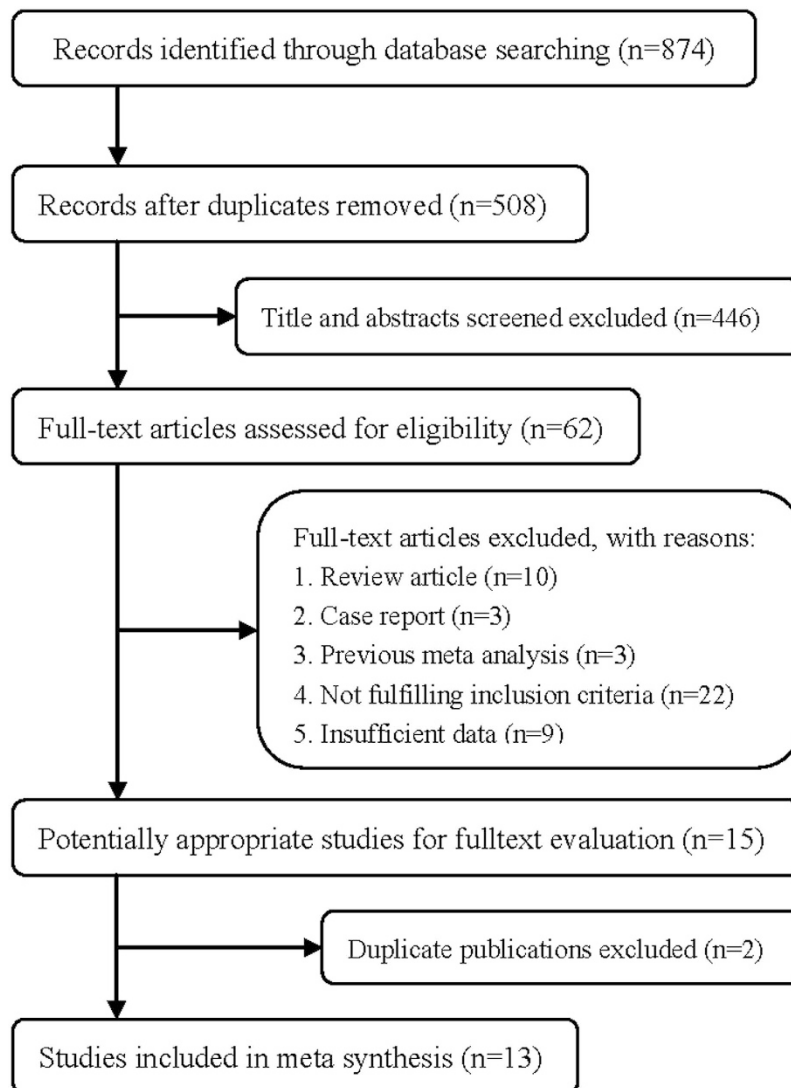 Records identified through database searching (n=874)
Records after duplicates removed (n=508)
Title and abstracts screened excluded (n=446)
Full-text articles assessed for eligibility (n=62)
Full-text articles excluded, with reasons:
1. Review article (n=10)
2. Case report (n=3)
3. Previous meta analysis (n=3)
4. Not fulfilling inclusion criteria (n=22)
5. Insufficient data (n=9)
Potentially appropriate studies for fulltext evaluation (n=15)
Duplicate publications excluded (n=2)
Studies included in meta synthesis (n=13)